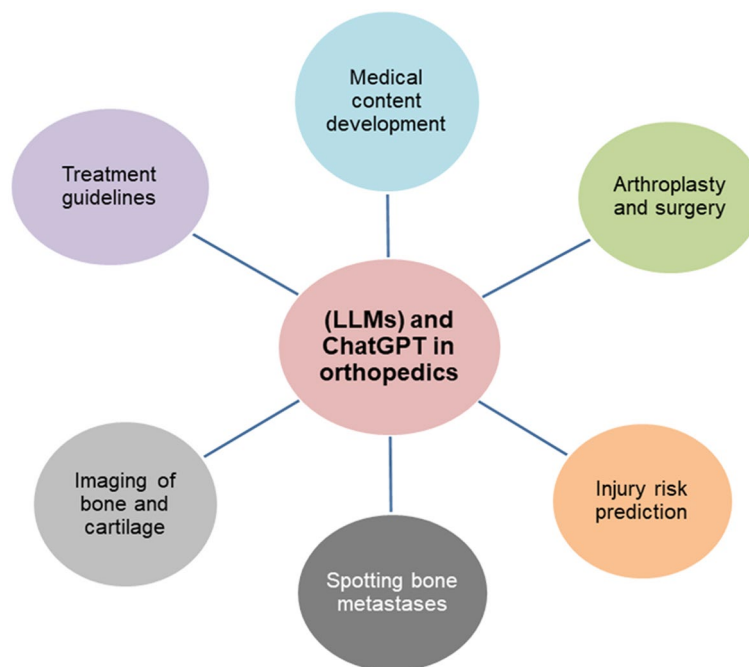 Medical
content
development
Treatment
guidelines
Arthroplasty
and surgery
(LLMs) and
ChatGPT in
orthopedics
Imaging of
bone and
cartilage
Injury risk
prediction
Spotting bone
metastases